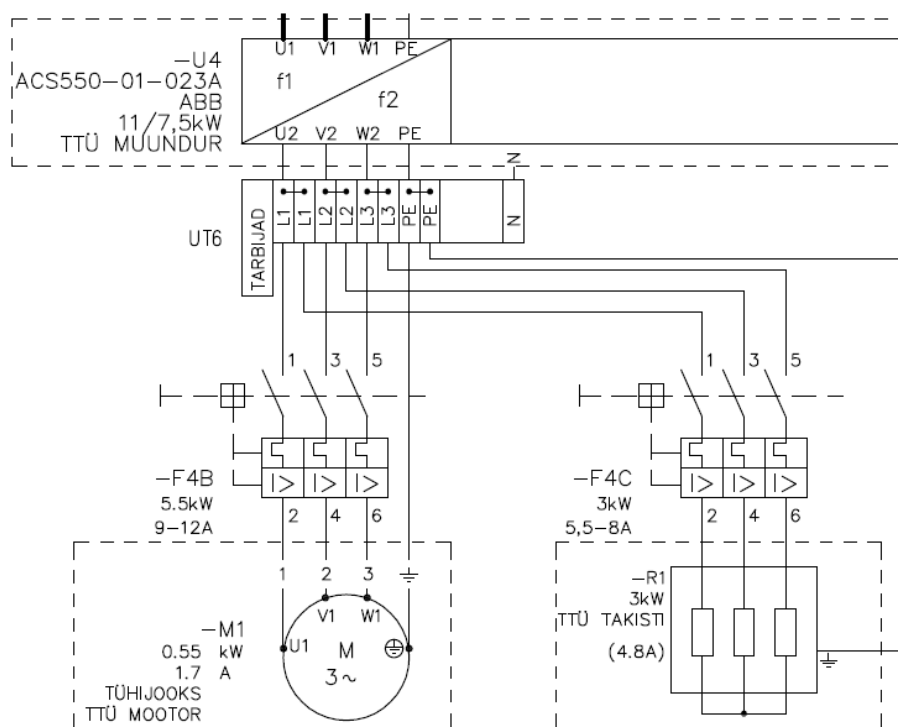 U1 V1 W1 PE
-U4
ACS550-01-023A
ABB
11/7,5kW
TTÜ MUUNDUR
f1
f2
U2 V2 W2 PE
N
UT6
TARBIJAD
L1 L1 L2 L2 L3 L3 PE PE N
1 3 5
1 3 5
-F4B
5.5kW
9-12A
I> I> I>
2 4 6
-F4C
3kW
5,5-8A
I> I> I>
2 4 6
1 2 3
V1 W1
U1
M
3~
-M1
0.55 kW
1.7 A
TÜHIJOOKS
TTÜ MOOTOR
-R1
3kW
TTÜ TAKISTI
(4.8A)